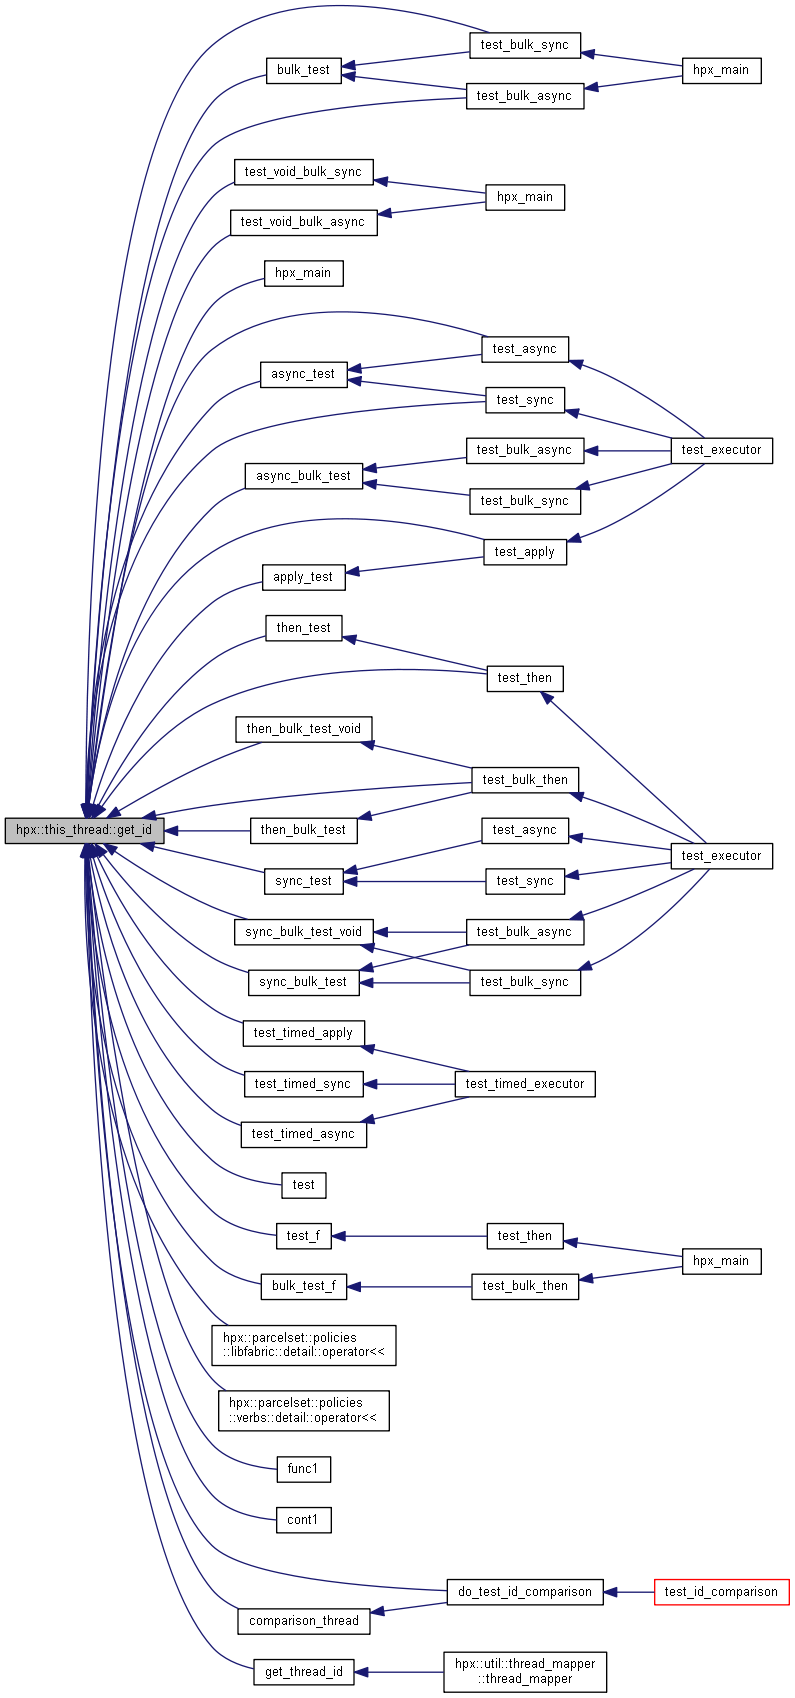 test_bulk_sync
bulk_test
hpx_main
test_bulk_async
test_void_bulk_sync
hpx_main
test_void_bulk_async
hpx_main
test_async
async_test
test_sync
test_bulk_async
test_executor
async_bulk_test
test_bulk_sync
test_apply
apply_test
then_test
test_then
then_bulk_test_void
test_bulk_then
hpx::this_thread::get_id
then_bulk_test
test_async
test_executor
sync_test
test_sync
sync_bulk_test_void
test_bulk_async
sync_bulk_test
test_bulk_sync
test_timed_apply
test_timed_sync
test_timed_executor
test_timed_async
test
test_f
test_then
hpx_main
bulk_test_f
test_bulk_then
hpx::parcelset::policies
::libfabric::detail::operator<<
hpx::parcelset::policies
::verbs::detail::operator<<
func1
cont1
do_test_id_comparison
test_id_comparison
comparison_thread
get_thread_id
hpx::util::thread_mapper
::thread_mapper